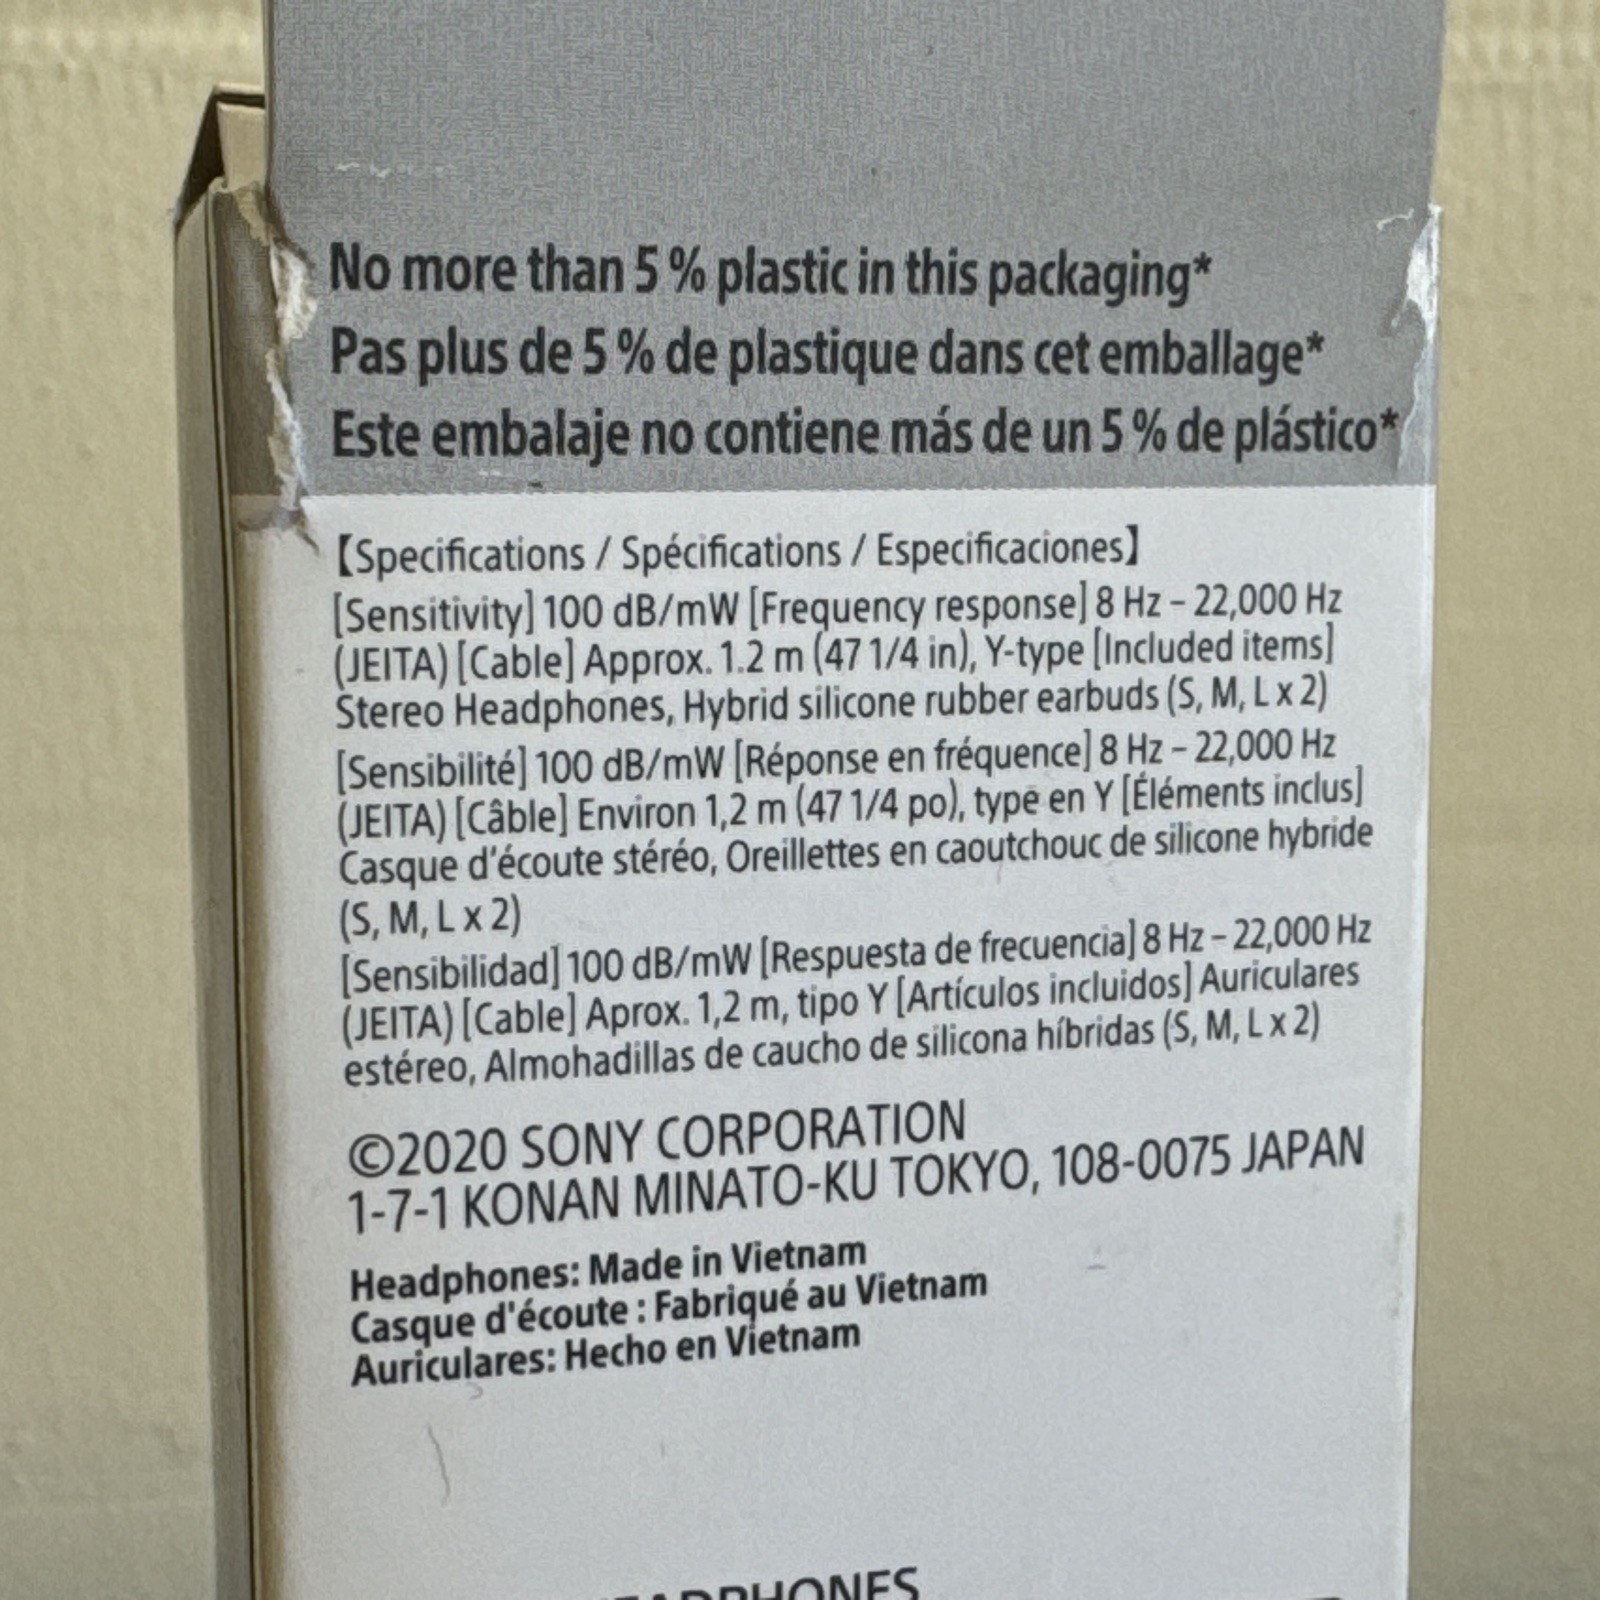 No more than 5 % plastic in this packaging*
Pas plus de 5 % de plastique dans cet emballage*
Este embalaje no contiene más de un 5 % de plástico*
【Specifications / Spécifications / Especificaciones】
[Sensitivity] 100 dB/mW [Frequency response] 8 Hz – 22,000 Hz
(JEITA) [Cable] Approx. 1.2 m (47 1/4 in), Y-type [Included items]
Stereo Headphones, Hybrid silicone rubber earbuds (S, M, L x 2)
[Sensibilité] 100 dB/mW [Réponse en fréquence] 8 Hz – 22,000 Hz
(JEITA) [Câble] Environ 1,2 m (47 1/4 po), type en Y [Éléments inclus]
Casque d'écoute stéréo, Oreillettes en caoutchouc de silicone hybride
(S, M, L x 2)
[Sensibilidad] 100 dB/mW [Respuesta de frecuencia] 8 Hz – 22,000 Hz
(JEITA) [Cable] Aprox. 1,2 m, tipo Y [Artículos incluidos] Auriculares
estéreo, Almohadillas de caucho de silicona híbridas (S, M, L x 2)
©2020 SONY CORPORATION
1-7-1 KONAN MINATO-KU TOKYO, 108-0075 JAPAN
Headphones: Made in Vietnam
Casque d'écoute : Fabriqué au Vietnam
Auriculares: Hecho en Vietnam